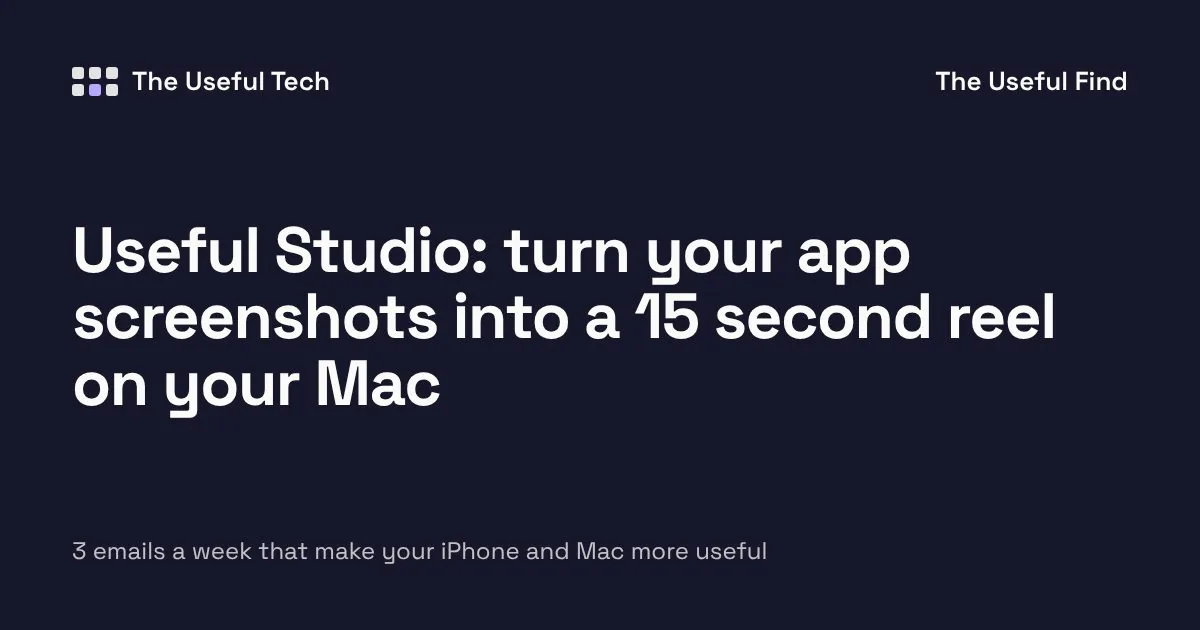 The Useful Tech
The Useful Find
Useful Studio: turn your app
screenshots into a 15 second reel
on your Mac
3 emails a week that make your iPhone and Mac more useful